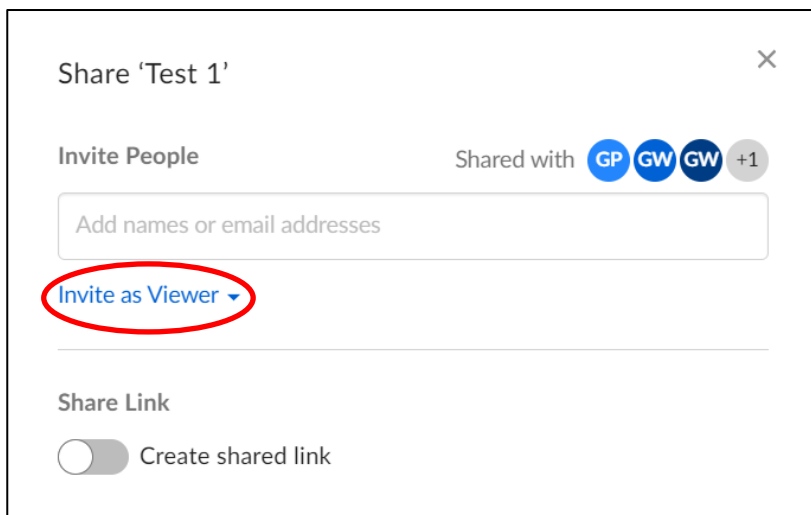 Share ‘Test 1’
Invite People
Shared with GP GW GW +1
Add names or email addresses
Invite as Viewer
Share Link
Create shared link